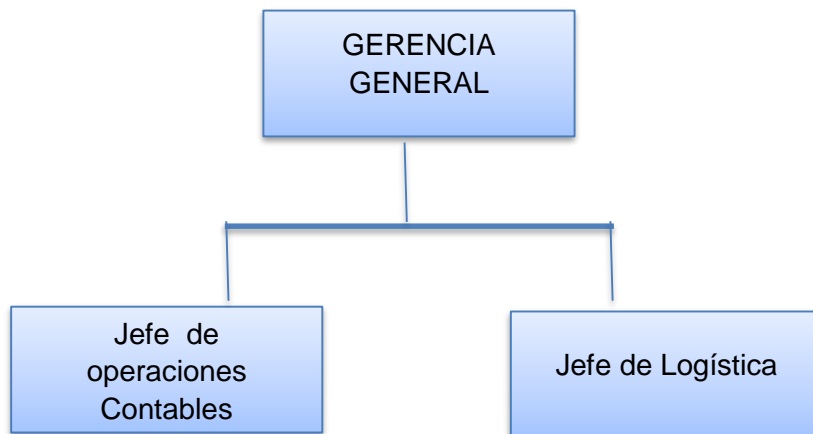 GERENCIA
GENERAL
Jefe de
operaciones
Contables
Jefe de Logística